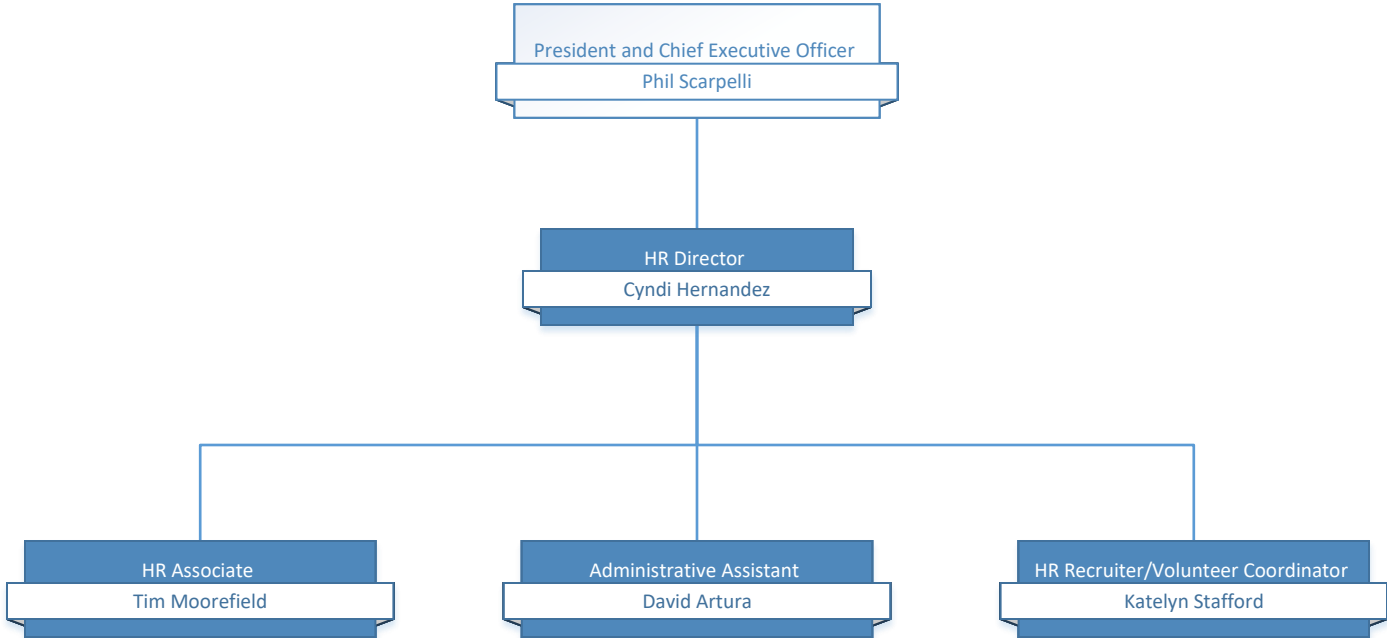 President and Chief Executive Officer
Phil Scarpelli
HR Director
Cyndi Hernandez
HR Associate
Tim Moorefield
Administrative Assistant
David Artura
HR Recruiter/Volunteer Coordinator
Katelyn Stafford